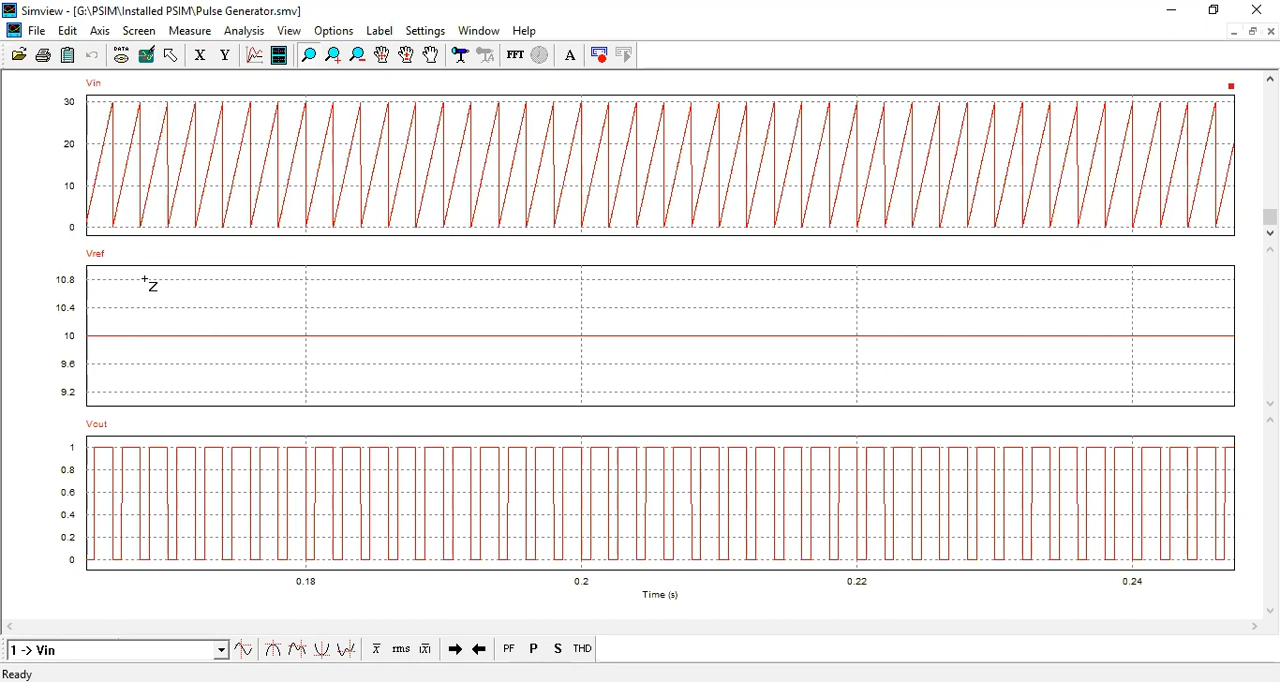 Simview - [G:\PSIM\Installed PSIM\Pulse Generator.smv]
File Edit Axis Screen Measure Analysis View Options Label Settings Window Help
DATA X Y FFT A
Vin
30
20
10
0
Vref
10.8
Z
10.4
10
9.6
9.2
Vout
1
0.8
0.6
0.4
0.2
0
0.18 0.2 0.22 0.24
Time (s)
1 -> Vin x rms |x| PF P S THD
Ready